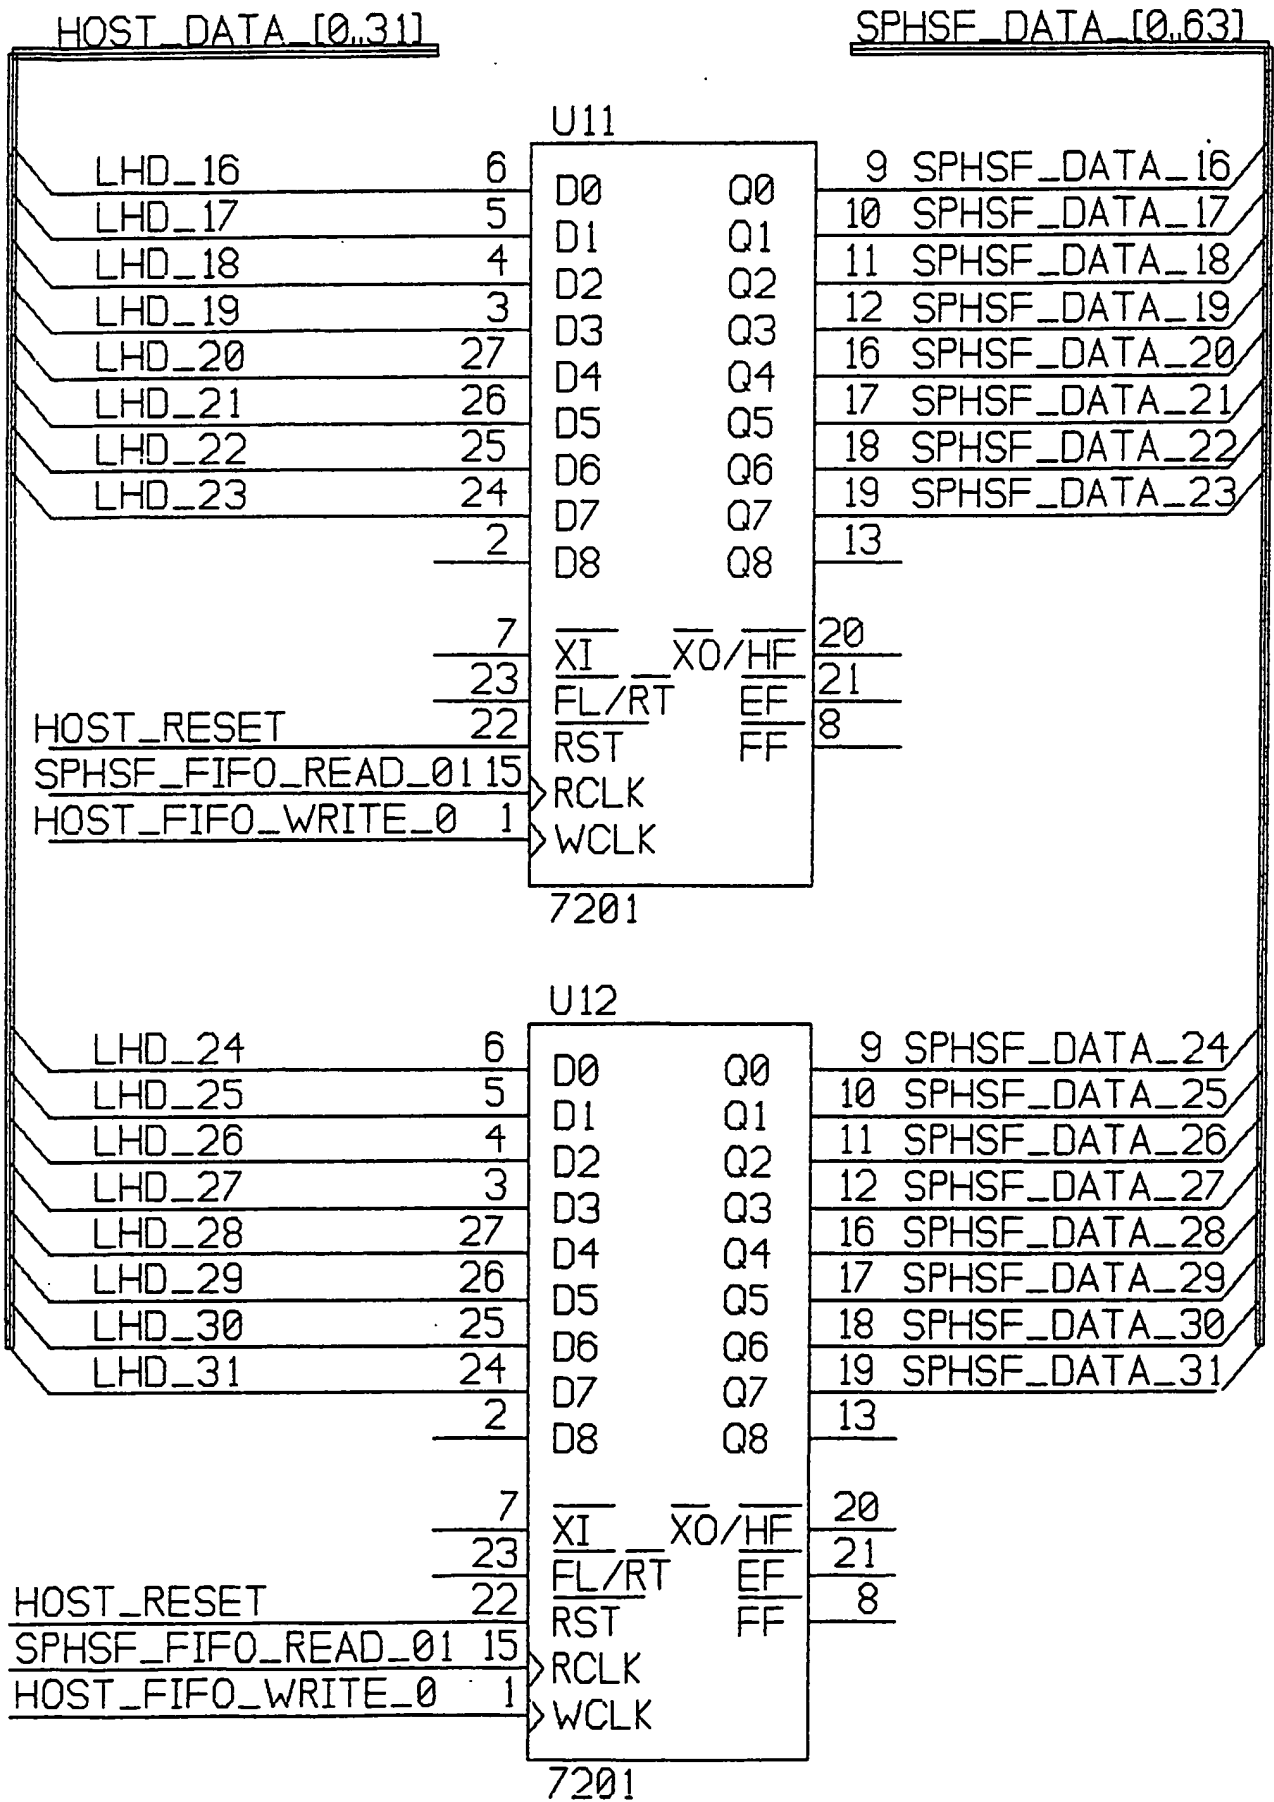 HOST_DATA_[0..31] SPHSF_DATA_[0..63]
U11
LHD_16 6 D0 Q0 9 SPHSF_DATA_16
LHD_17 5 D1 Q1 10 SPHSF_DATA_17
LHD_18 4 D2 Q2 11 SPHSF_DATA_18
LHD_19 3 D3 Q3 12 SPHSF_DATA_19
LHD_20 27 D4 Q4 16 SPHSF_DATA_20
LHD_21 26 D5 Q5 17 SPHSF_DATA_21
LHD_22 25 D6 Q6 18 SPHSF_DATA_22
LHD_23 24 D7 Q7 19 SPHSF_DATA_23
2 D8 Q8 13
7 XI XO/HF 20
23 FL/RT EF 21
HOST_RESET 22 RST FF 8
SPHSF_FIFO_READ_01 15 RCLK
HOST_FIFO_WRITE_0 1 WCLK
7201
U12
LHD_24 6 D0 Q0 9 SPHSF_DATA_24
LHD_25 5 D1 Q1 10 SPHSF_DATA_25
LHD_26 4 D2 Q2 11 SPHSF_DATA_26
LHD_27 3 D3 Q3 12 SPHSF_DATA_27
LHD_28 27 D4 Q4 16 SPHSF_DATA_28
LHD_29 26 D5 Q5 17 SPHSF_DATA_29
LHD_30 25 D6 Q6 18 SPHSF_DATA_30
LHD_31 24 D7 Q7 19 SPHSF_DATA_31
2 D8 Q8 13
7 XI XO/HF 20
23 FL/RT EF 21
HOST_RESET 22 RST FF 8
SPHSF_FIFO_READ_01 15 RCLK
HOST_FIFO_WRITE_0 1 WCLK
7201